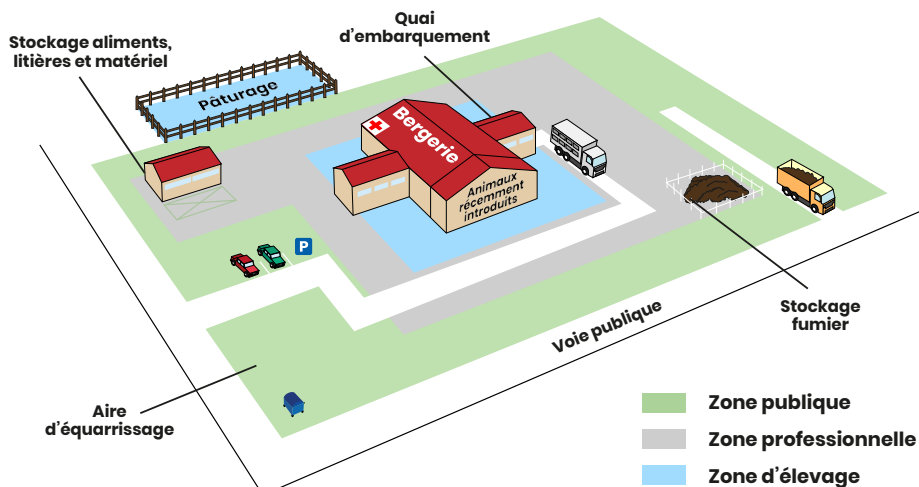 Quai
d'embarquement
Stockage aliments,
litières et matériel
Pâturage
Bergerie
Animaux
récemment
introduits
P
Stockage
fumier
Voie publique
Aire
d'équarrissage
Zone publique
Zone professionnelle
Zone d'élevage